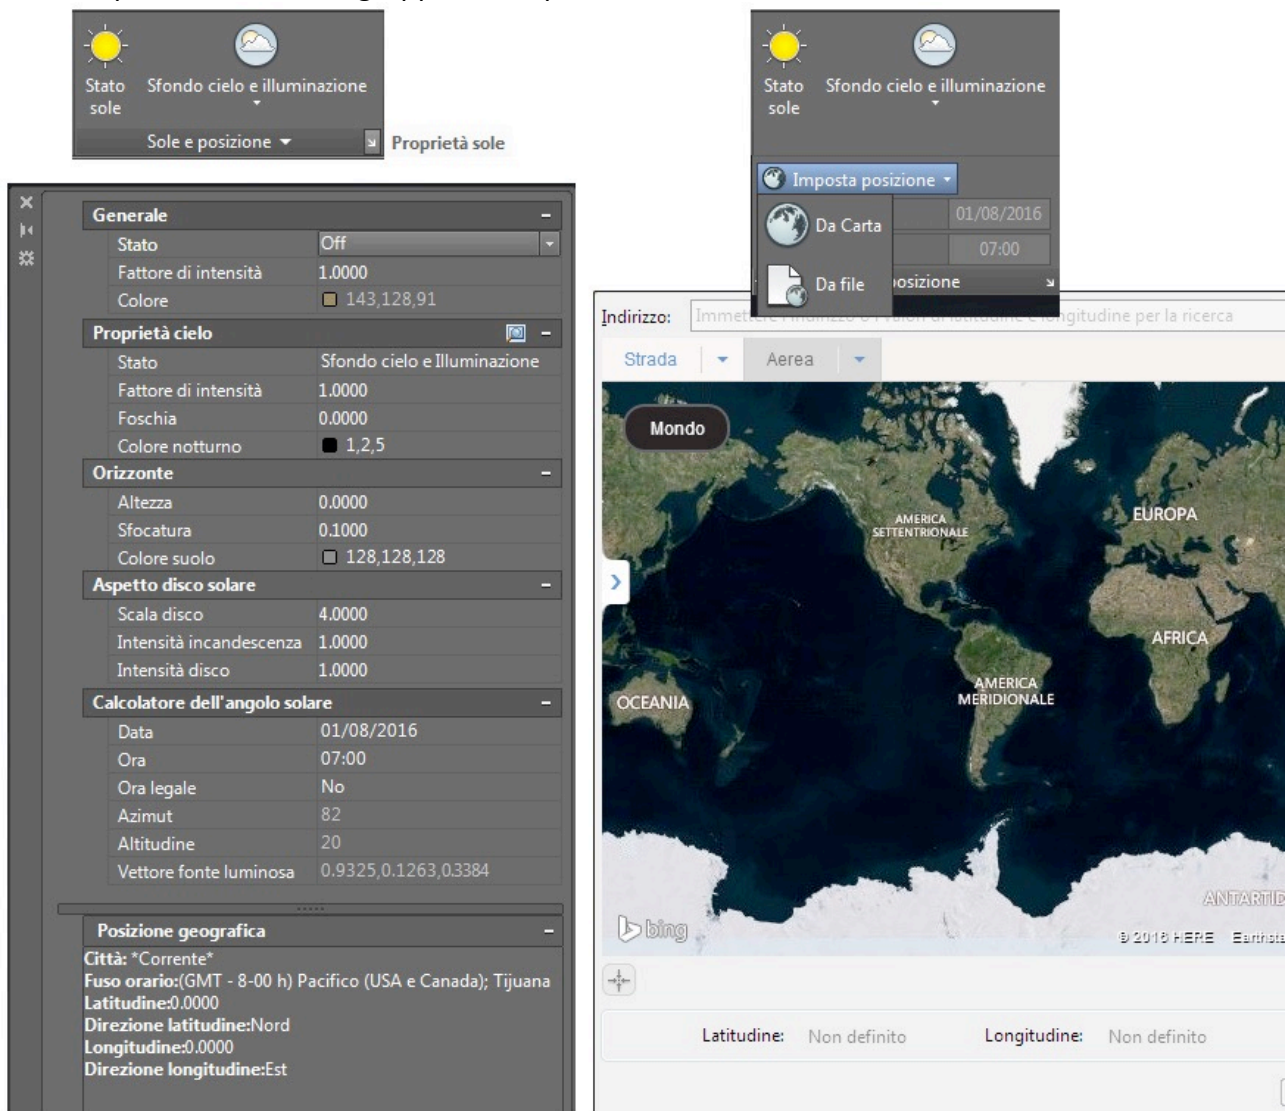 Stato sole
Sfondo cielo e illuminazione
Sole e posizione
Proprietà sole
Generale
Stato Off
Fattore di intensità 1.0000
Colore 143,128,91
Proprietà cielo
Stato Sfondo cielo e Illuminazione
Fattore di intensità 1.0000
Foschia 0.0000
Colore notturno 1,2,5
Orizzonte
Altezza 0.0000
Sfocatura 0.1000
Colore suolo 128,128,128
Aspetto disco solare
Scala disco 4.0000
Intensità incandescenza 1.0000
Intensità disco 1.0000
Calcolatore dell'angolo solare
Data 01/08/2016
Ora 07:00
Ora legale No
Azimut 82
Altitudine 20
Vettore fonte luminosa 0.9325,0.1263,0.3384
Posizione geografica
Città: *Corrente*
Fuso orario:(GMT - 8-00 h) Pacifico (USA e Canada); Tijuana
Latitudine:0.0000
Direzione latitudine:Nord
Longitudine:0.0000
Direzione longitudine:Est
Stato sole
Sfondo cielo e illuminazione
Imposta posizione
Da Carta 01/08/2016
07:00
Da file posizione
Indirizzo: longitudine per la ricerca
Strada Aerea
Mondo
AMERICA SETTENTRIONALE
EUROPA
AFRICA
OCEANIA
AMERICA MERIDIONALE
ANTARTID
bing
© 2016 HERE Earthsta
Latitudine: Non definito Longitudine: Non definito